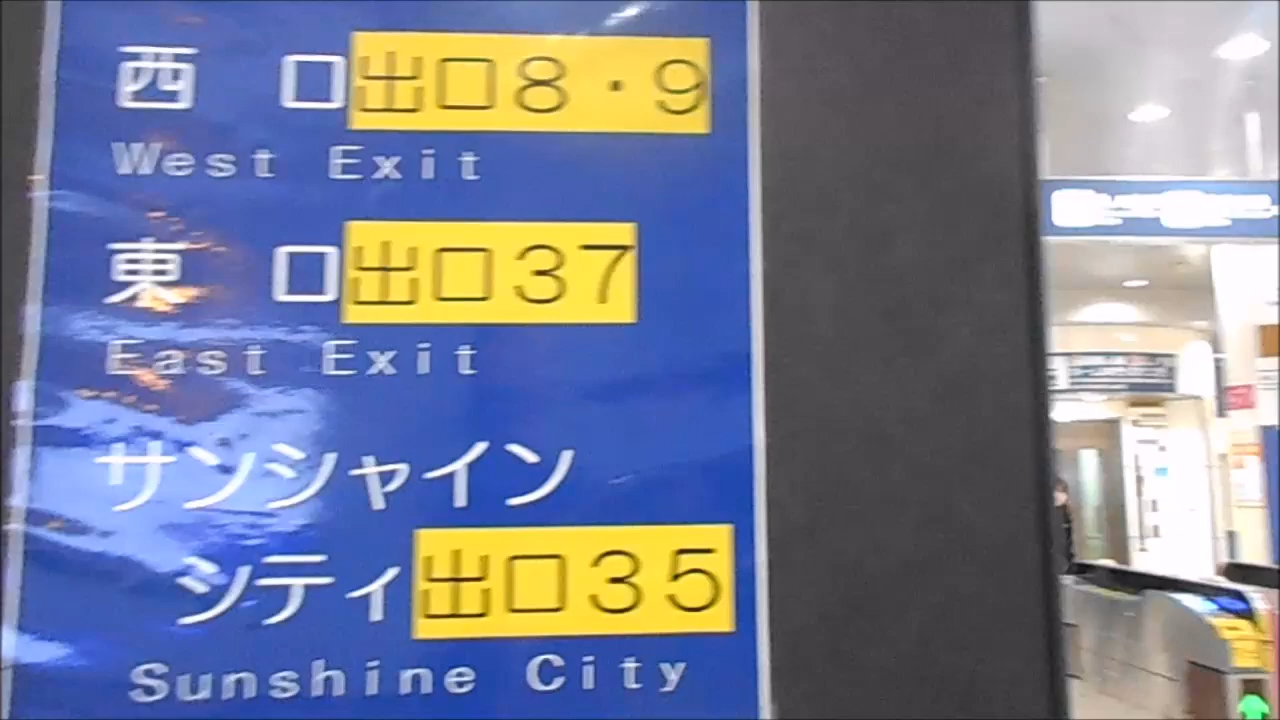 西 口出口8・9
West Exit
東 口出口37
East Exit
サンシャイン
シティ出口35
Sunshine City